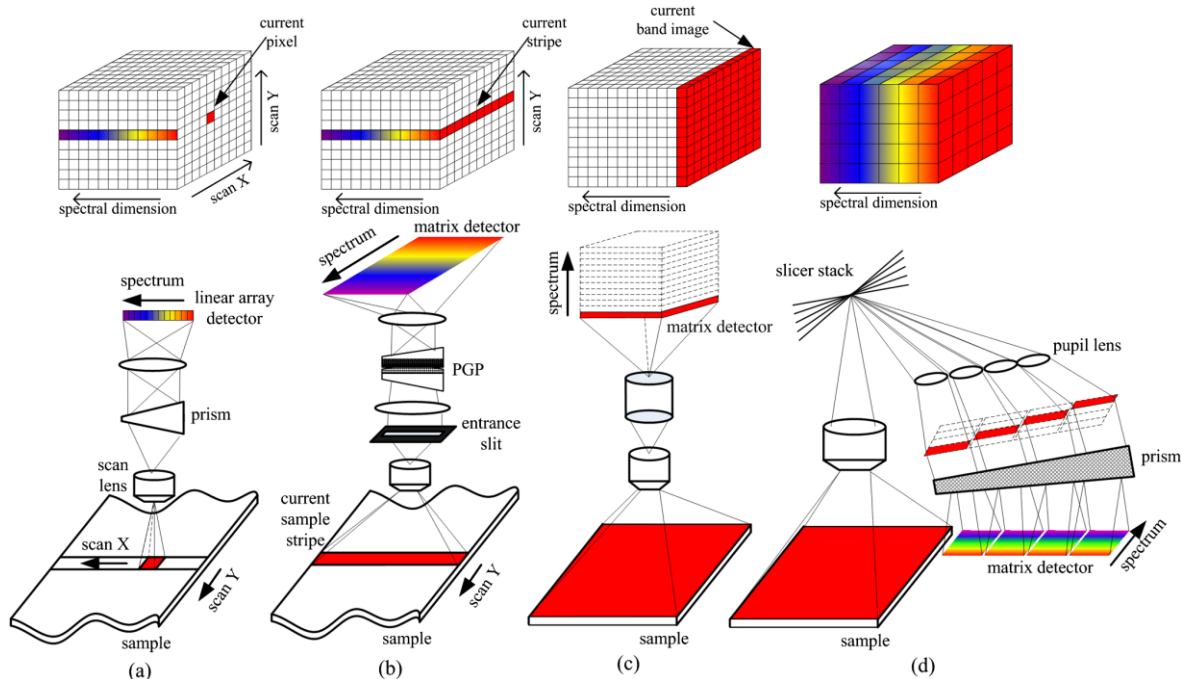 current
pixel
scan Y
scan X
spectral dimension
current
stripe
scan Y
spectral dimension
current
band image
scan Y
spectral dimension
spectral dimension
spectrum
linear array
detector
prism
scan
lens
scan X
scan Y
sample
(a)
matrix detector
spectrum
PGP
entrance
slit
current
sample
stripe
scan Y
sample
(b)
spectrum
matrix detector
sample
(c)
slicer stack
pupil lens
prism
spectrum
matrix detector
sample
(d)